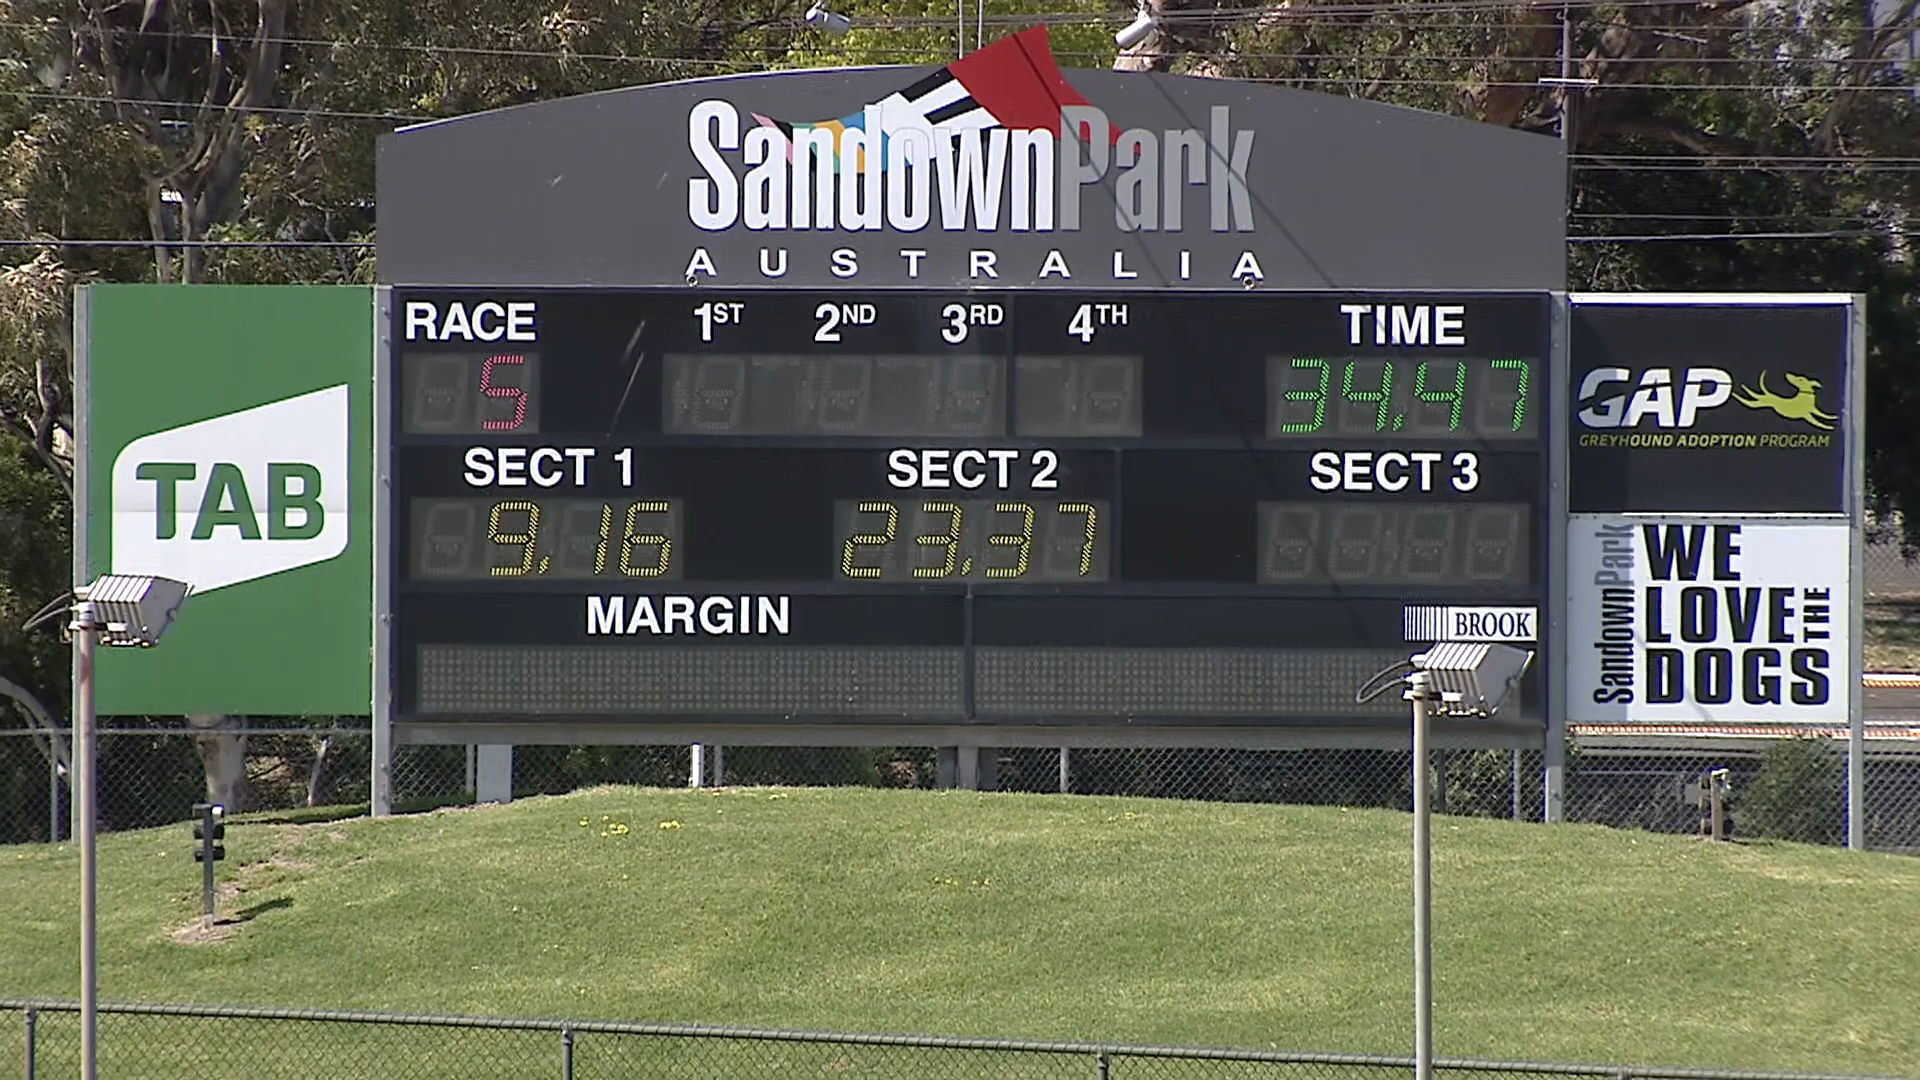 SandownPark
AUSTRALIA
RACE 1ST 2ND 3RD 4TH TIME
5 34.47
SECT 1 SECT 2 SECT 3
9.16 23.37
MARGIN
BROOK
TAB
GAP
GREYHOUND ADOPTION PROGRAM
SandownPark
WE
LOVE THE
DOGS